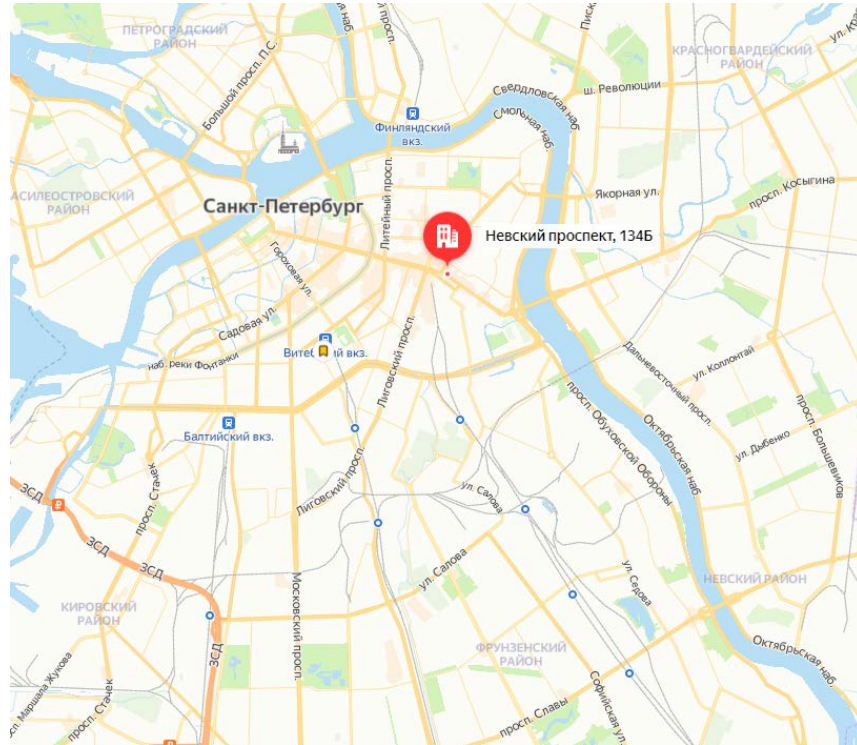 ПЕТРОГРАДСКИЙ
РАЙОН
Большой просп. П.С.
КРАСНОГВАРДЕЙСКИЙ
РАЙОН
Свердловская наб.
ш. Революции
Смольная наб.
Финляндский
вкз.
АСИЛЕОСТРОВСКИЙ
РАЙОН
Санкт-Петербург
Литейный просп.
Якорная ул.
просп. Косыгина
Невский проспект, 134Б
Гороховая ул.
Садовая ул.
наб. реки Фонтанки
вкз.
Лиговский просп.
Дальневосточный просп.
ул. Коллонтай
просп. Большевиков
Балтийский вкз.
просп. Обуховской Обороны
Октябрьская наб.
ул. Дыбенко
просп. Стачек
Лиговский просп.
ул. Салова
ЗСД
ЗСД
ЗСД
ЗСД
ул. Салова
Московский просп.
ул. Седова
НЕВСКИЙ РАЙОН
КИРОВСКИЙ
РАЙОН
ФРУНЗЕНСКИЙ
РАЙОН
Октябрьская наб.
Маршала Жукова
просп. Стачек
просп. Славы
Софийская ул.